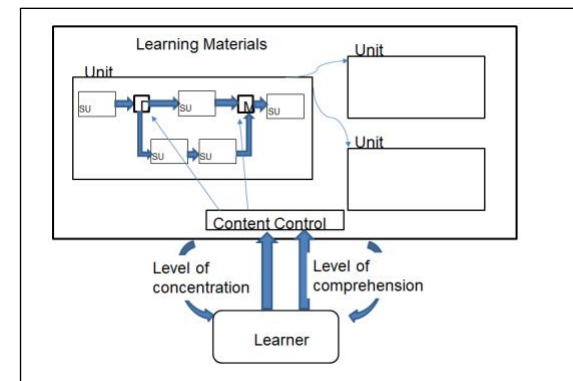 Learning Materials
Unit
Unit
SU
SU
M
SU
SU
SU
Unit
Content Control
Level of
concentration
Level of
comprehension
Learner